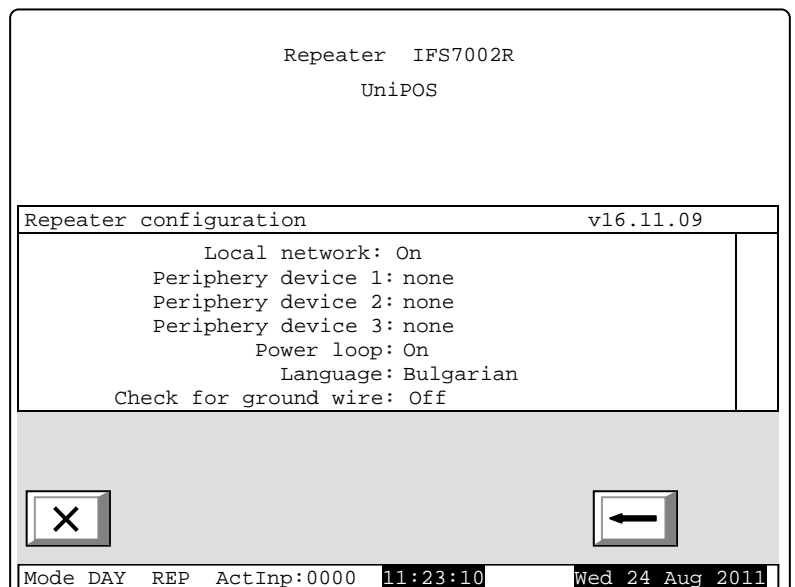 Repeater IFS7002R
UniPOS
Repeater configuration v16.11.09
Local network: On
Periphery device 1: none
Periphery device 2: none
Periphery device 3: none
Power loop: On
Language: Bulgarian
Check for ground wire: Off
Mode DAY REP ActInp:0000 11:23:10 Wed 24 Aug 2011